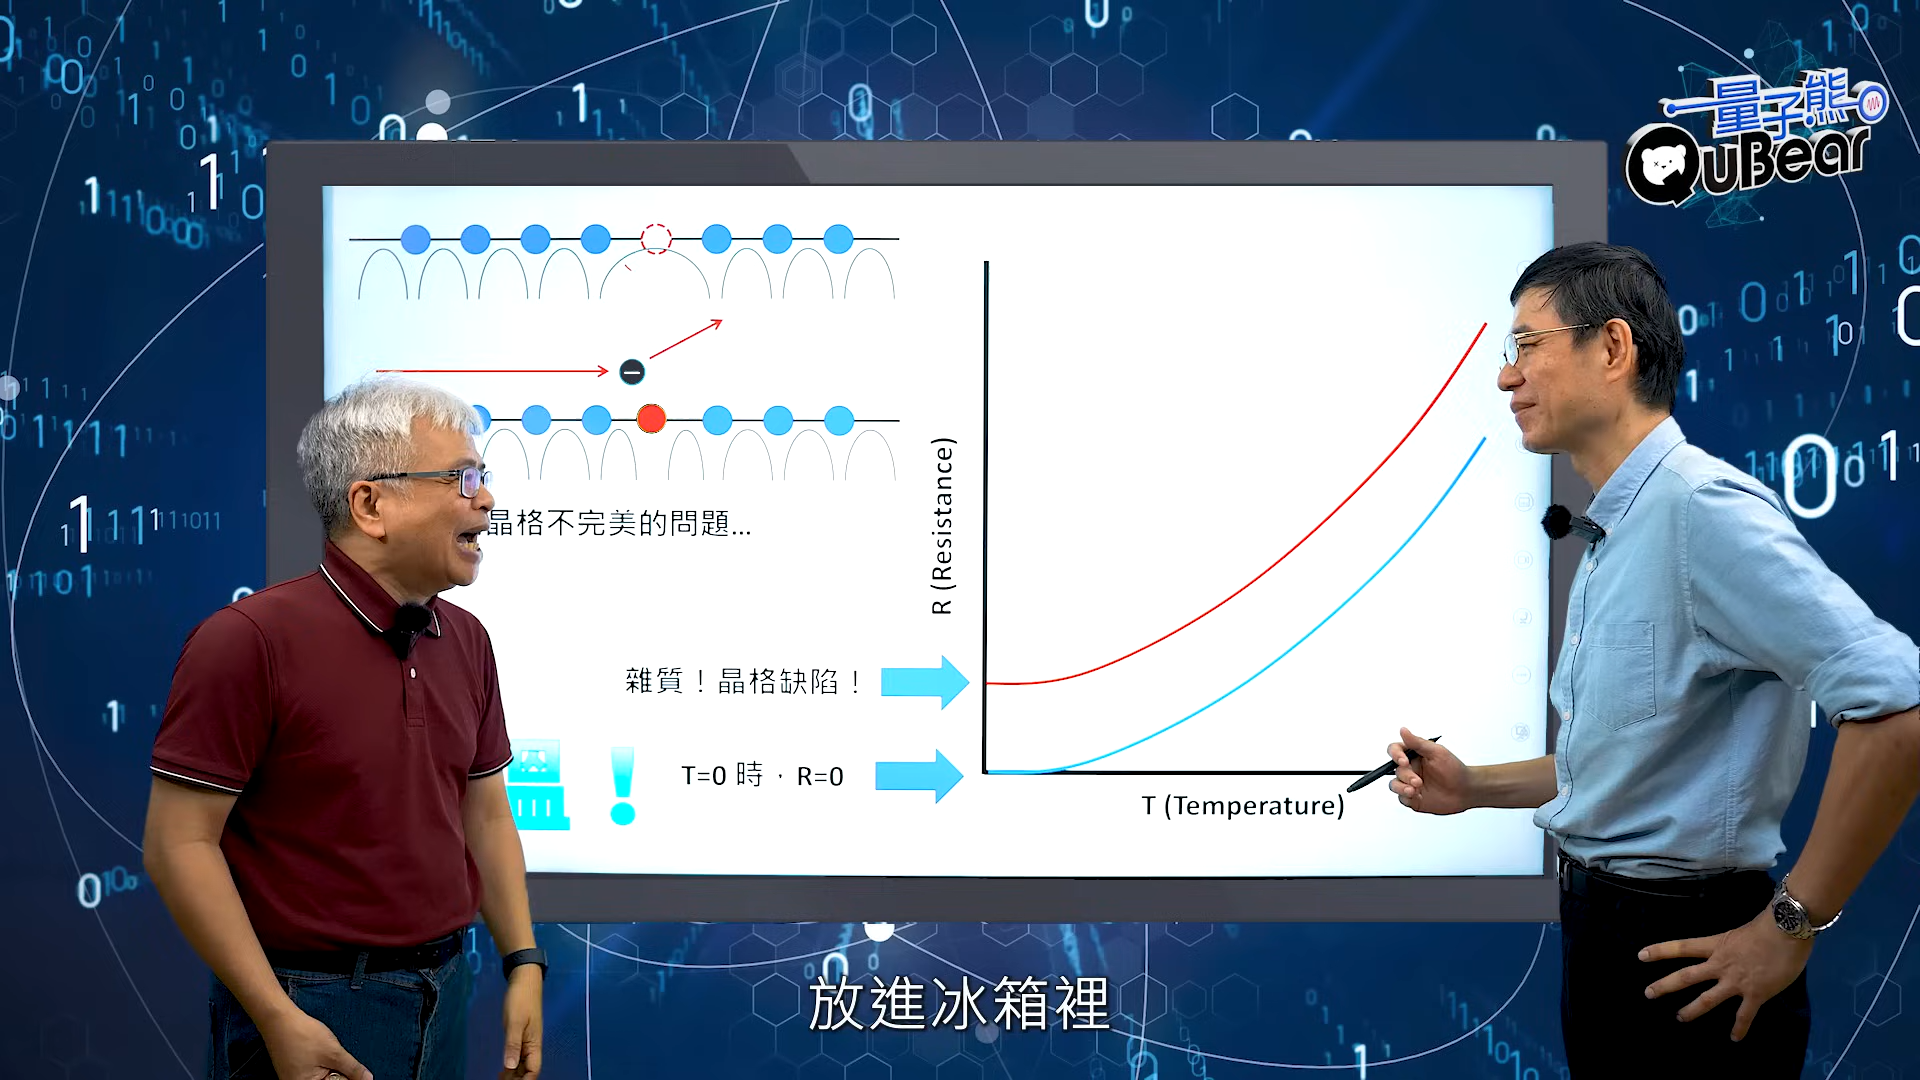 量子熊
QuBear
晶格不完美的問題...
R (Resistance)
雜質！晶格缺陷！
T=0 時，R=0
T (Temperature)
放進冰箱裡